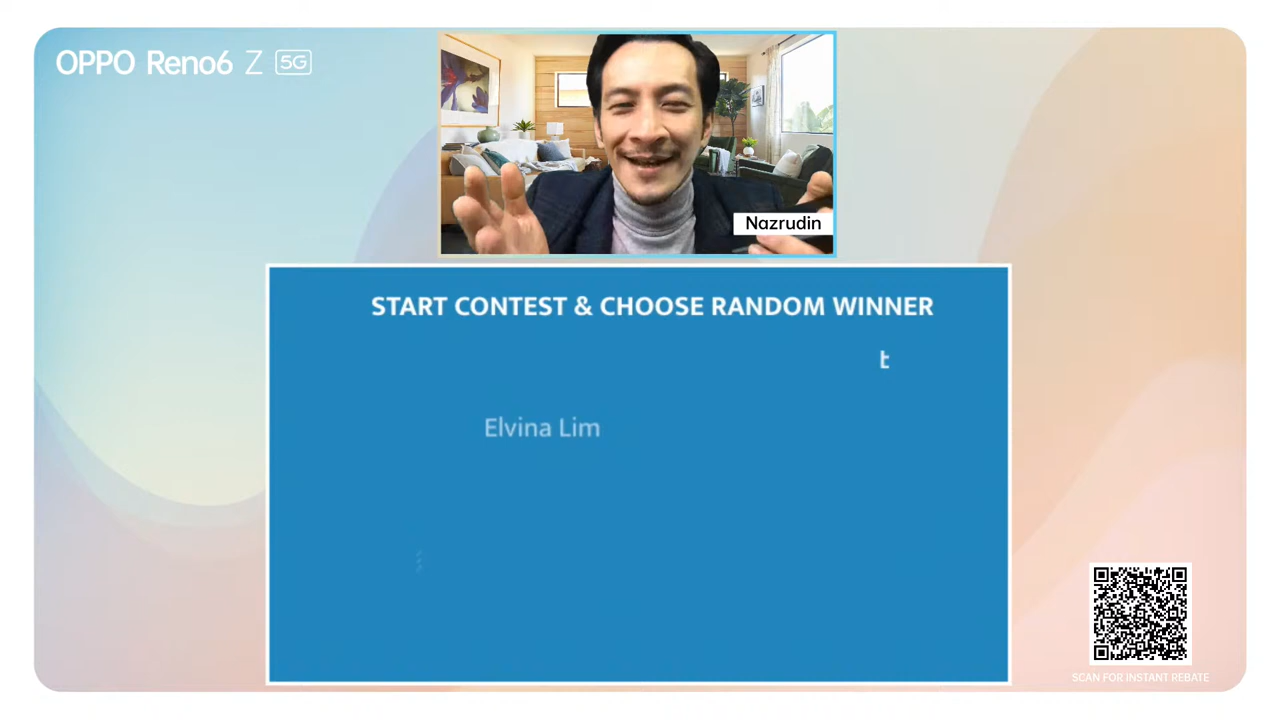 OPPO Reno6 Z 5G
Nazrudin
START CONTEST & CHOOSE RANDOM WINNER
t
Elvina Lim
SCAN FOR INSTANT REBATE